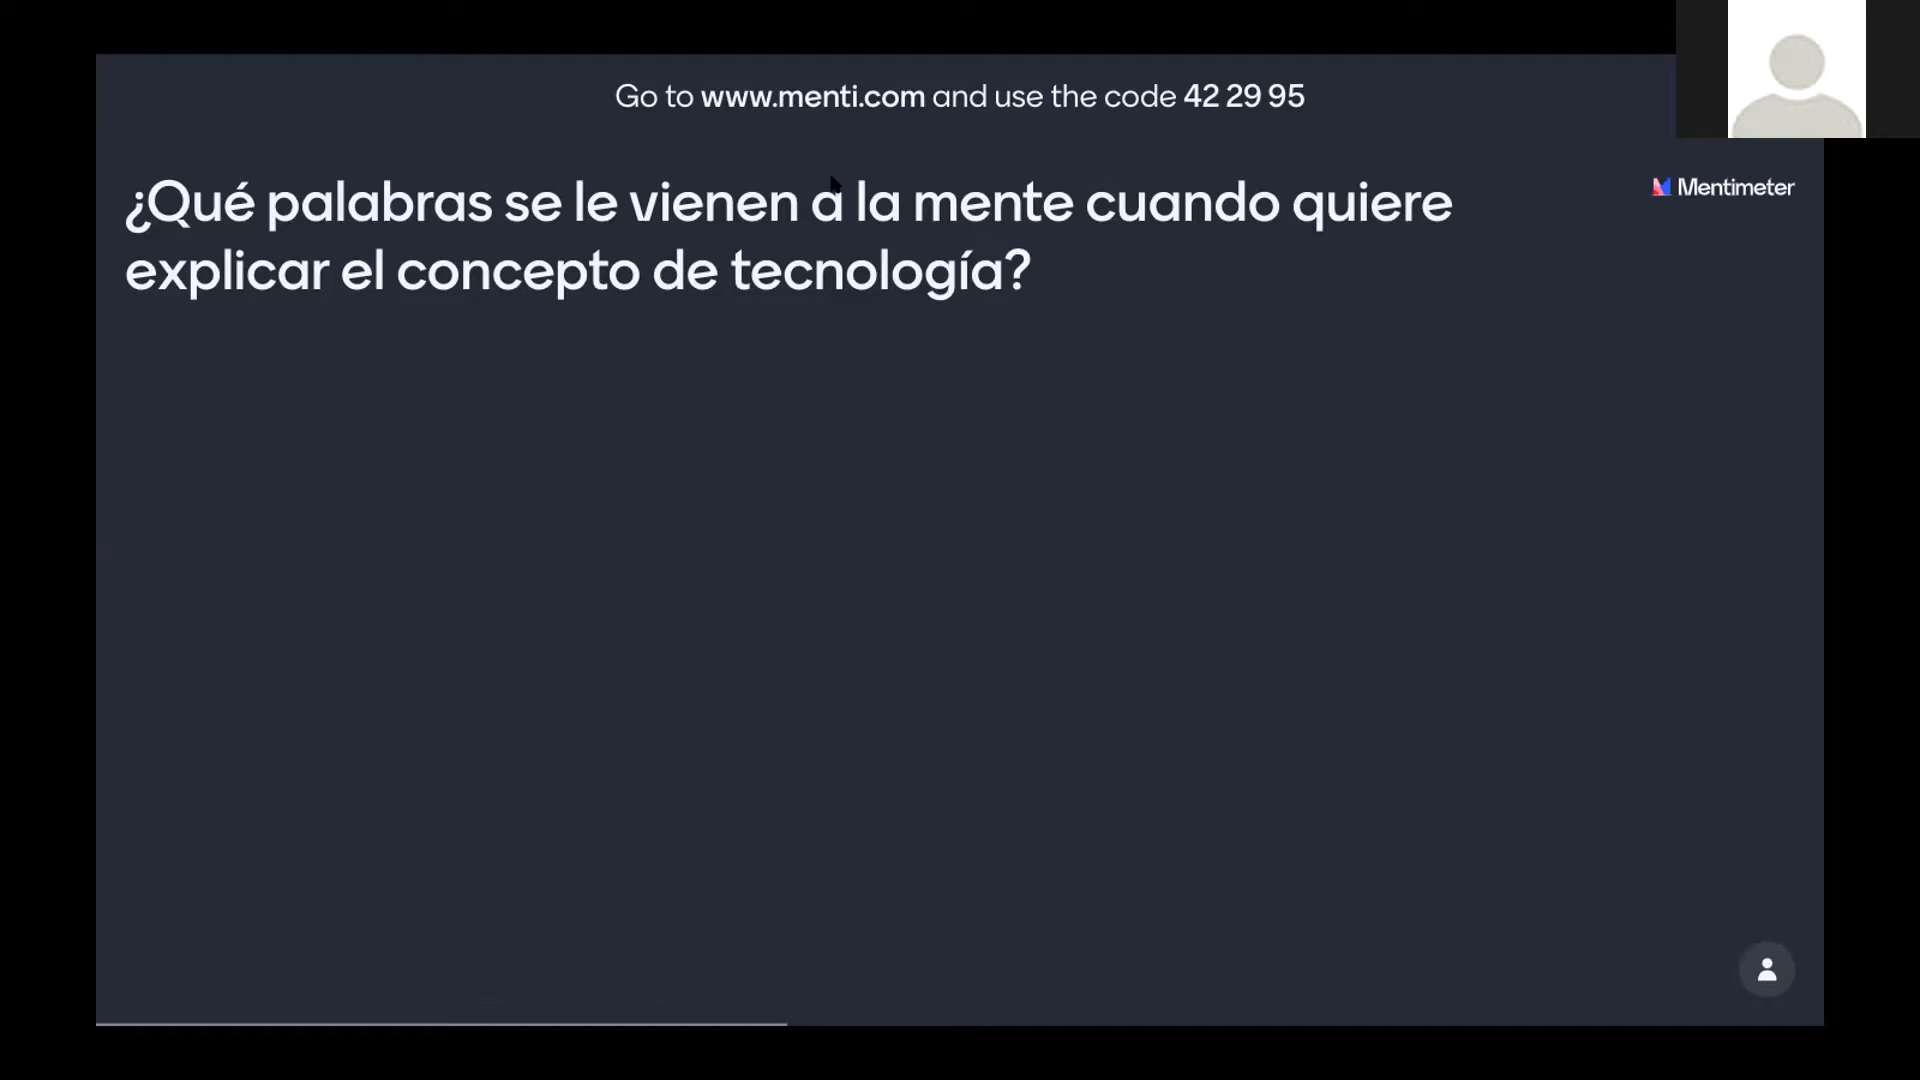 Go to www.menti.com and use the code 42 29 95
¿Qué palabras se le vienen a la mente cuando quiere
explicar el concepto de tecnología?
Mentimeter